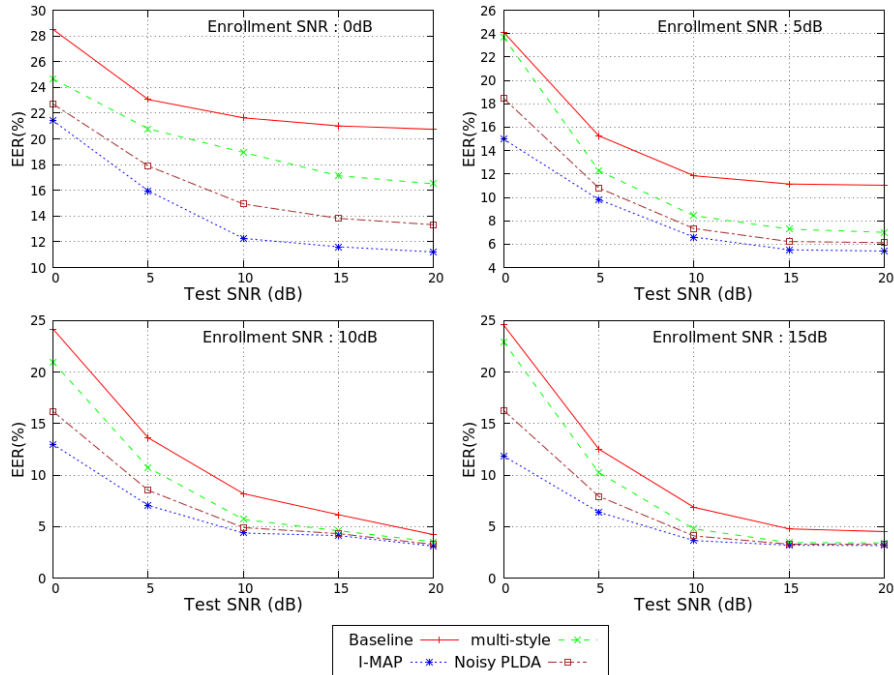 Enrollment SNR : 0dB
EER(%)
30
28
26
24
22
20
18
16
14
12
10
0 5 10 15 20
Test SNR (dB)
Enrollment SNR : 5dB
EER(%)
26
24
22
20
18
16
14
12
10
8
6
4
0 5 10 15 20
Test SNR (dB)
Enrollment SNR : 10dB
EER(%)
25
20
15
10
5
0
0 5 10 15 20
Test SNR (dB)
Enrollment SNR : 15dB
EER(%)
25
20
15
10
5
0
0 5 10 15 20
Test SNR (dB)
Baseline multi-style
I-MAP Noisy PLDA